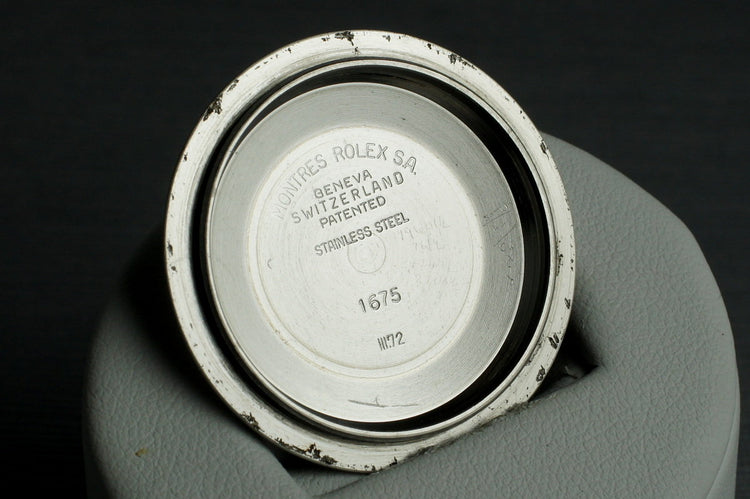 MONTRES ROLEX S.A.
GENEVA
SWITZERLAND
PATENTED
STAINLESS STEEL
1675
III.72